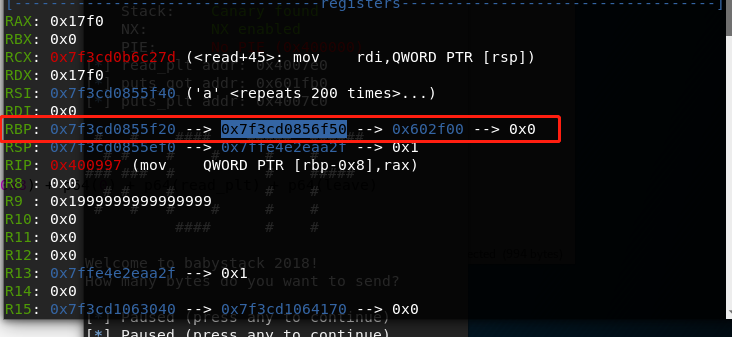 [----------------------------------registers-----------------------------------]
Stack: Canary found
RAX: 0x17f0
NX: NX enabled
RBX: 0x0
PIE:
RCX: 0x7f3cd0b6c27d (<read+45>: mov    rdi,QWORD PTR [rsp])
[*] read_plt addr: 0x4007e0
RDX: 0x17f0
[*] puts_got addr: 0x601fb0
RSI: 0x7f3cd0855f40 ('a' <repeats 200 times>...)
RDI: 0x0
RBP: 0x7f3cd0855f20 --> 0x7f3cd0856f50 --> 0x602f00 --> 0x0
RSP: 0x7f3cd0855ef0 --> 0x7ffe4e2eaa2f --> 0x1
RIP: 0x400997 (mov    QWORD PTR [rbp-0x8],rax)
R8 : 0x0
R9 : 0x1999999999999999
R10: 0x0
R11: 0x0
R12: 0x0
Welcome to babystack 2018!
R13: 0x7ffe4e2eaa2f --> 0x1
How many bytes do you want to send?
R14: 0x0
R15: 0x7f3cd1063040 --> 0x7f3cd1064170 --> 0x0
[*] Paused (press any to continue)
[*] Paused (press any to continue)